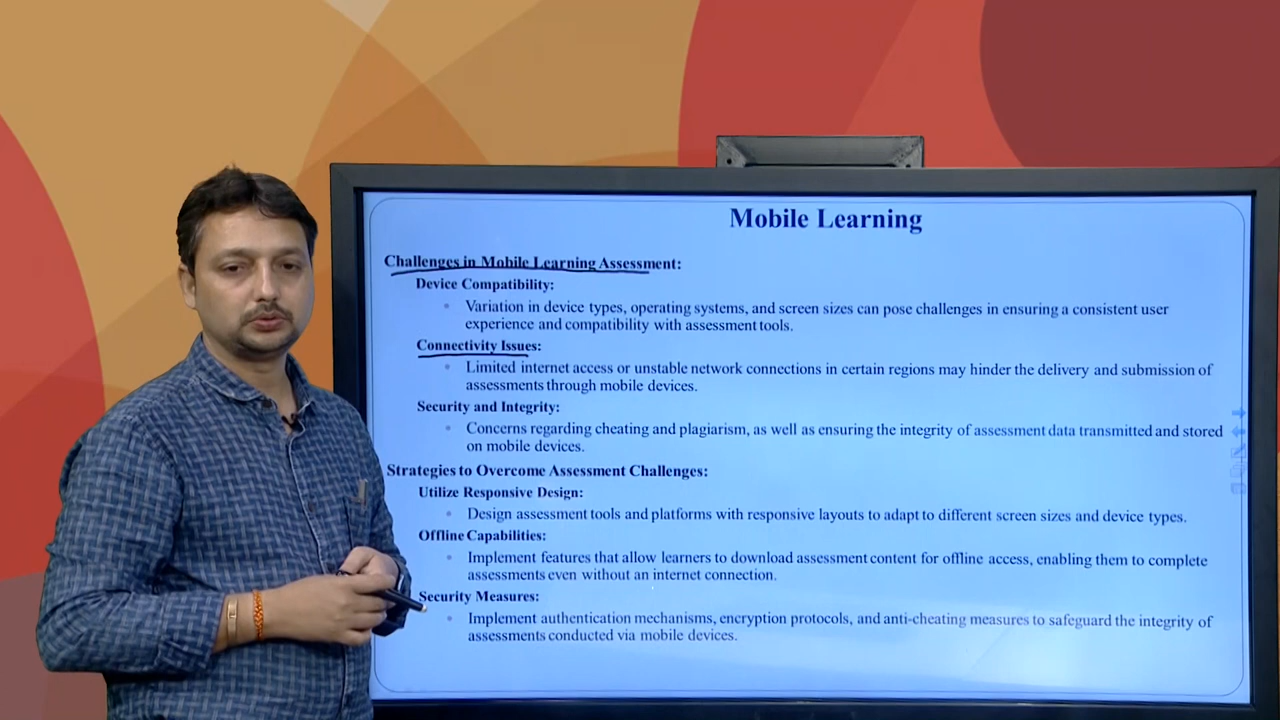 Mobile Learning
Challenges in Mobile Learning Assessment:
Device Compatibility:
Variation in device types, operating systems, and screen sizes can pose challenges in ensuring a consistent user
experience and compatibility with assessment tools.
Connectivity Issues:
Limited internet access or unstable network connections in certain regions may hinder the delivery and submission of
assessments through mobile devices.
Security and Integrity:
Concerns regarding cheating and plagiarism, as well as ensuring the integrity of assessment data transmitted and stored
on mobile devices.
Strategies to Overcome Assessment Challenges:
Utilize Responsive Design:
Design assessment tools and platforms with responsive layouts to adapt to different screen sizes and device types.
Offline Capabilities:
Implement features that allow learners to download assessment content for offline access, enabling them to complete
assessments even without an internet connection.
Security Measures:
Implement authentication mechanisms, encryption protocols, and anti-cheating measures to safeguard the integrity of
assessments conducted via mobile devices.